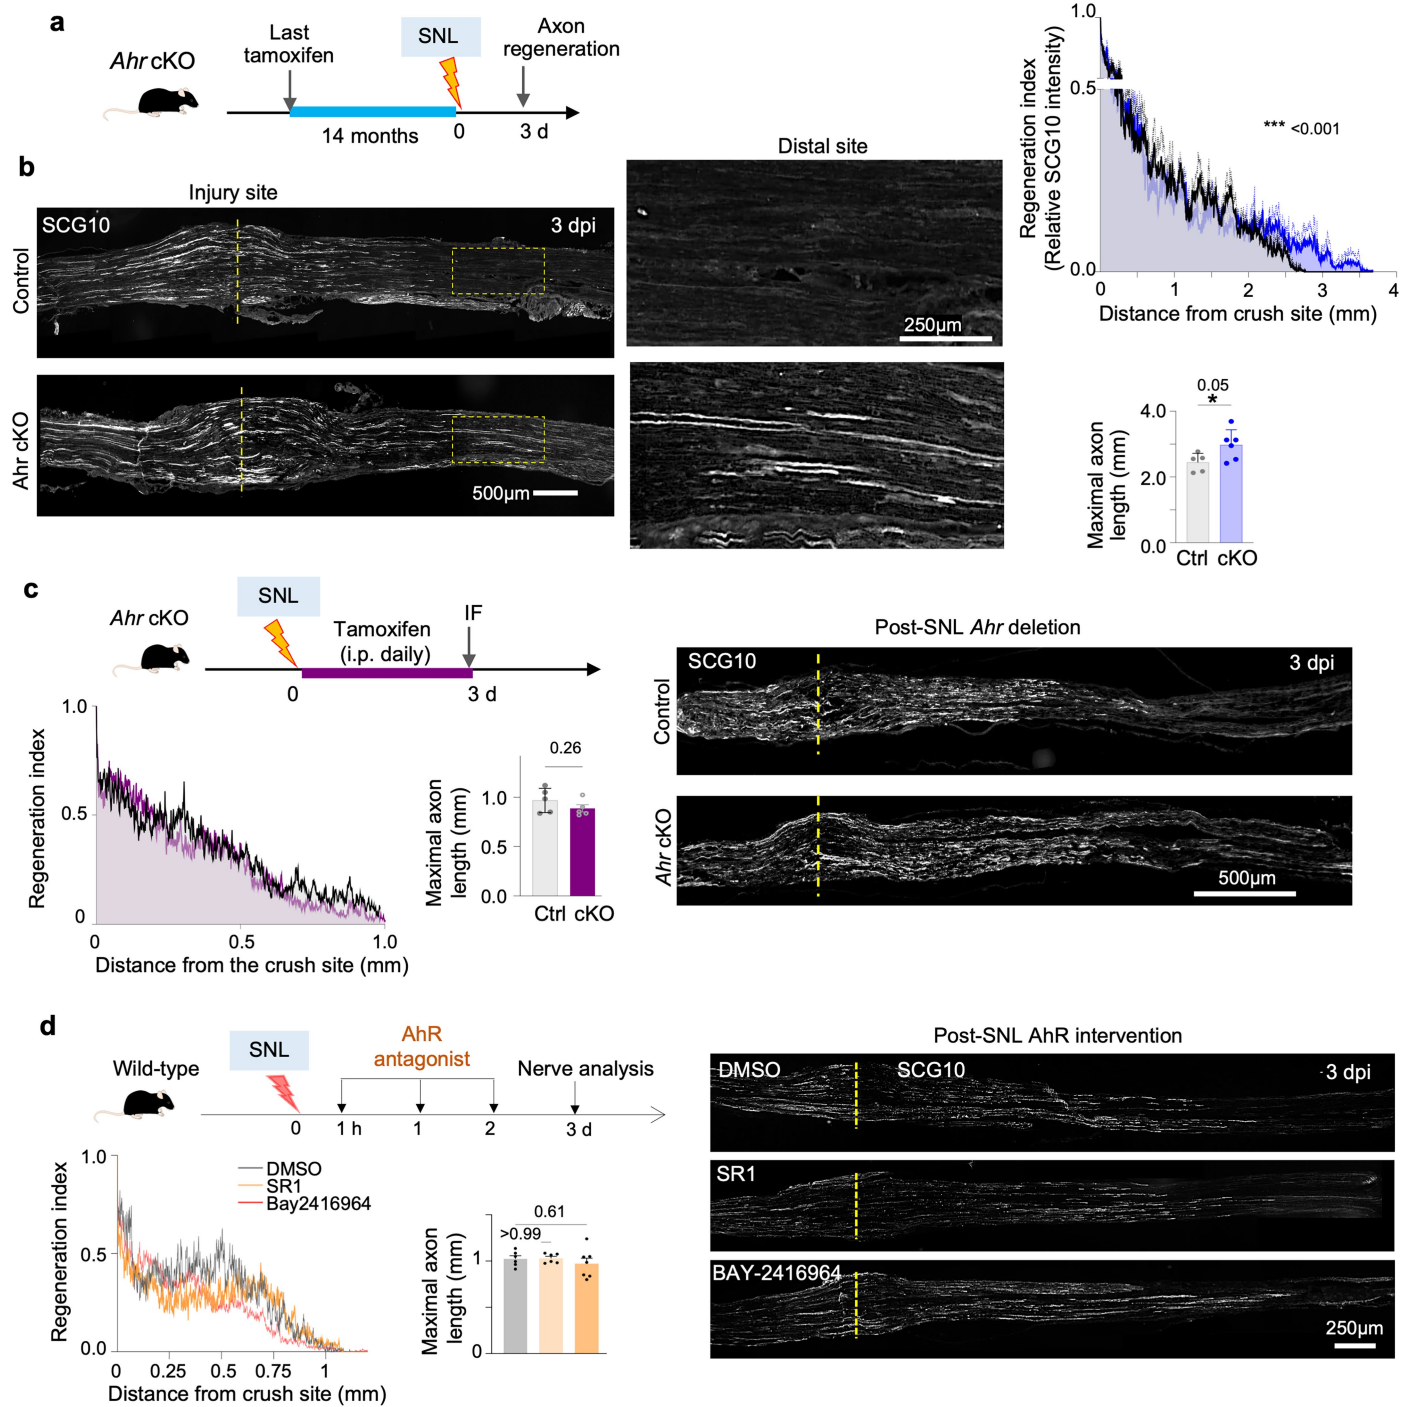 a
Ahr cKO
Last
tamoxifen
SNL
Axon
regeneration
14 months
0
3 d
b
Injury site
SCG10
3 dpi
Control
Ahr cKO
500µm
Distal site
250µm
Regeneration index
(Relative SCG10 intensity)
1.0
0.5
0.0
*** <0.001
0
1
2
3
4
Distance from crush site (mm)
0.05
*
Maximal axon
length (mm)
4.0
2.0
0.0
Ctrl
cKO
c
Ahr cKO
SNL
Tamoxifen
(i.p. daily)
IF
0
3 d
Regeneration index
1.0
0.5
0
0
0.5
1.0
Distance from the crush site (mm)
Maximal axon
length (mm)
0.26
1.0
0.5
0.0
Ctrl
cKO
Post-SNL Ahr deletion
SCG10
3 dpi
Control
Ahr cKO
500µm
d
Wild-type
SNL
AhR
antagonist
Nerve analysis
0
1 h
1
2
3 d
Regeneration index
1.0
0.5
0.0
DMSO
SR1
Bay2416964
0
0.25
0.5
0.75
1
Distance from crush site (mm)
Maximal axon
length (mm)
0.61
>0.99
1
0
Post-SNL AhR intervention
DMSO
SCG10
3 dpi
SR1
BAY-2416964
250µm